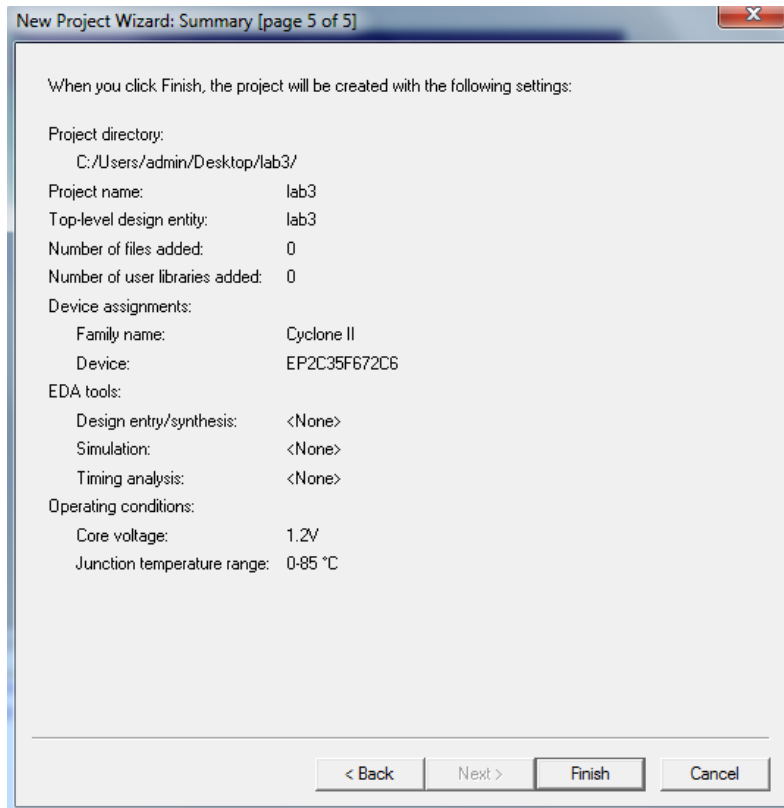 New Project Wizard: Summary [page 5 of 5]
When you click Finish, the project will be created with the following settings:
Project directory:
C:/Users/admin/Desktop/lab3/
Project name: lab3
Top-level design entity: lab3
Number of files added: 0
Number of user libraries added: 0
Device assignments:
Family name: Cyclone II
Device: EP2C35F672C6
EDA tools:
Design entry/synthesis: <None>
Simulation: <None>
Timing analysis: <None>
Operating conditions:
Core voltage: 1.2V
Junction temperature range: 0-85 °C
< Back Next > Finish Cancel